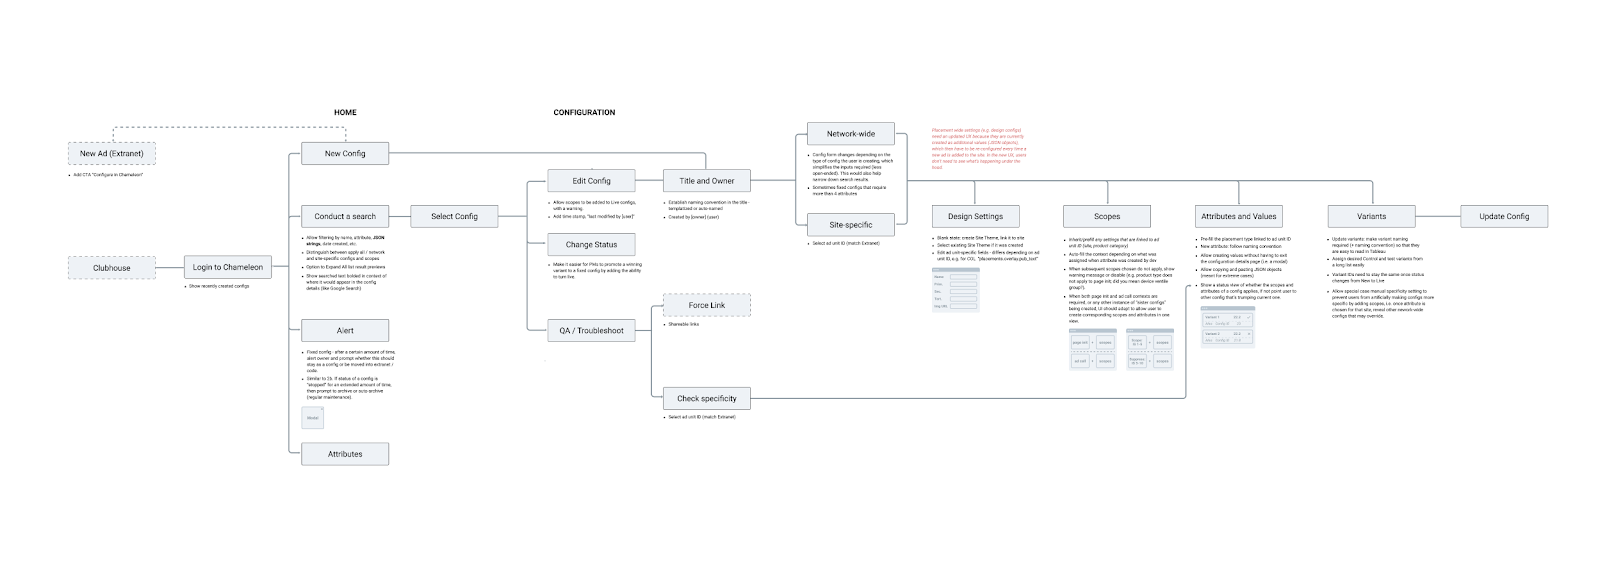 HOME
CONFIGURATION
New Ad (Extranet)
Add CTA "Configure in Chameleon"
Clubhouse
Login to Chameleon
Show recently created configs
New Config
Conduct a search
Allow filtering by name, attribute, JSON
strings, date created, etc.
Distinguish between apply all / network
and site-specific configs and scopes
Option to Expand All list result previews
Show searched text bolded in context of
where it would appear in the config
details (like Google Search)
Alert
Fixed config - after a certain amount of time,
alert owner and prompt whether this should
stay as a config or be moved into extranet /
code.
Similar to 2§. If status of a config is
"stopped" for an extended amount of time,
then prompt to archive or auto archive
(regular maintenance).
Modal
Attributes
Select Config
Edit Config
Allow scopes to be added to Live configs,
with a warning.
Add time stamp, "last modified by [user]"
Change Status
Make it easier for PMs to promote a winning
variant to a fixed config by adding the ability
to turn live.
QA / Troubleshoot
Title and Owner
Establish naming convention in the title -
templatized or auto-named
Created by [owner] (user)
Force Link
Shareable links
Check specificity
Select ad unit ID (match Extranet)
Network-wide
Config form changes depending on the
type of config the user is creating, which
simplifies the inputs required (less
open-ended). This would also help
narrow down search results
Sometimes fixed configs that require
more than 4 attributes
Site-specific
Select ad unit ID (match Extranet)
Placement wide settings (e.g. design configs)
need an updated UX because they are currently
created as additional values (JSON objects),
which then have to be re-configured every time a
new ad is added to the site. In the new UX, users
don't need to see what's happening under the
hood.
Design Settings
Blank state: create Site Theme, link it to site
Select existing Site Theme if it was created
Edit ad unit-specific fields - differs depending on ad
unit ID, e.g. for COL, "placements.overlay.pub_text"
Scopes
Inherit/prefill any settings that are linked to ad
unit ID (site, product category)
Auto-fill the context depending on what was
assigned when attribute was created by dev
When subsequent scopes chosen do not apply, show
warning message or disable (e.g. product type does
not apply to page init; did you mean device ventile
group?).
When both page init and ad call contexts are
required, or any other instance of "sister configs"
being created, UI should adapt to allow user to
create corresponding scopes and attributes in one
view.
page init + scopes
ad call + scopes
scopes
scopes
Attributes and Values
Pre-fill the placement type linked to ad unit ID
New attribute: follow naming convention
Allow creating values without having to exit
the configuration details page (i.e. a modal)
Allow copying and pasting JSON objects
(meant for extreme cases)
Show a status view of whether the scopes and
attributes of a config applies, if not point user to
other config that's trumping current one.
Variant 1
Variant 2
Variants
Update variants: make variant naming
required (+ naming convention) so that they
are easy to read in Tableau
Assign desired Control and test variants from
a long list easily
Variant IDs need to stay the same once status
changes from New to Live
Allow special case manual specificity setting to
prevent users from artificially making configs more
specific by adding scopes, i.e. once attribute is
chosen for that site, reveal other network-wide
configs that may override.
Update Config